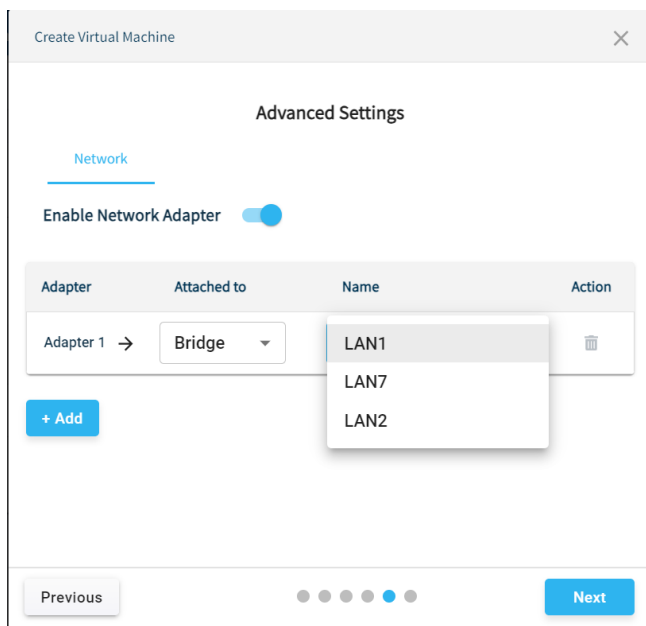 Create Virtual Machine
Advanced Settings
Network
Enable Network Adapter
Adapter Attached to Name Action
Adapter 1 → Bridge LAN1
LAN7
LAN2
+ Add
Previous Next